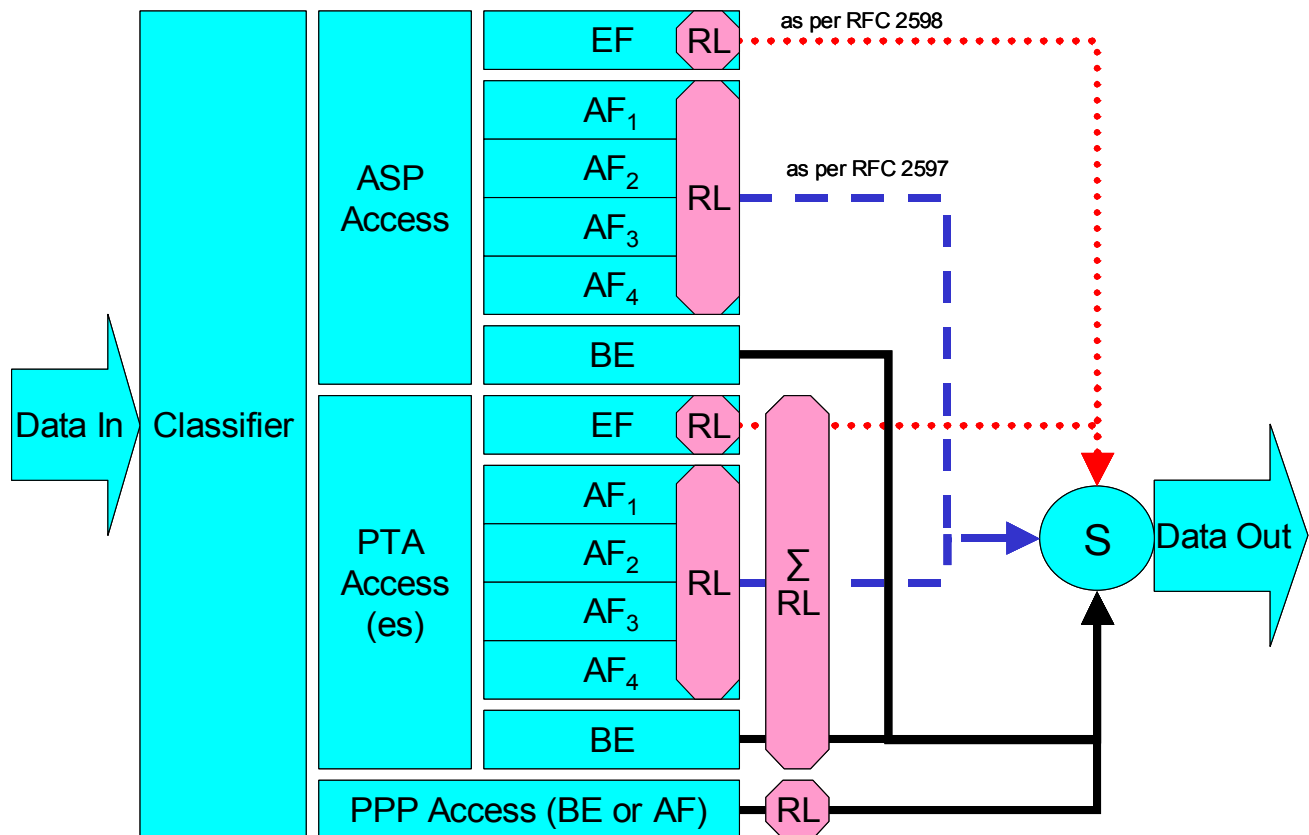 as per RFC 2598
EF
RL
AF1
AF2
AF3
AF4
RL
as per RFC 2597
ASP
Access
BE
Data In
Classifier
EF
RL
AF1
AF2
AF3
AF4
RL
PTA
Access
(es)
Σ
RL
BE
S
Data Out
PPP Access (BE or AF)
RL